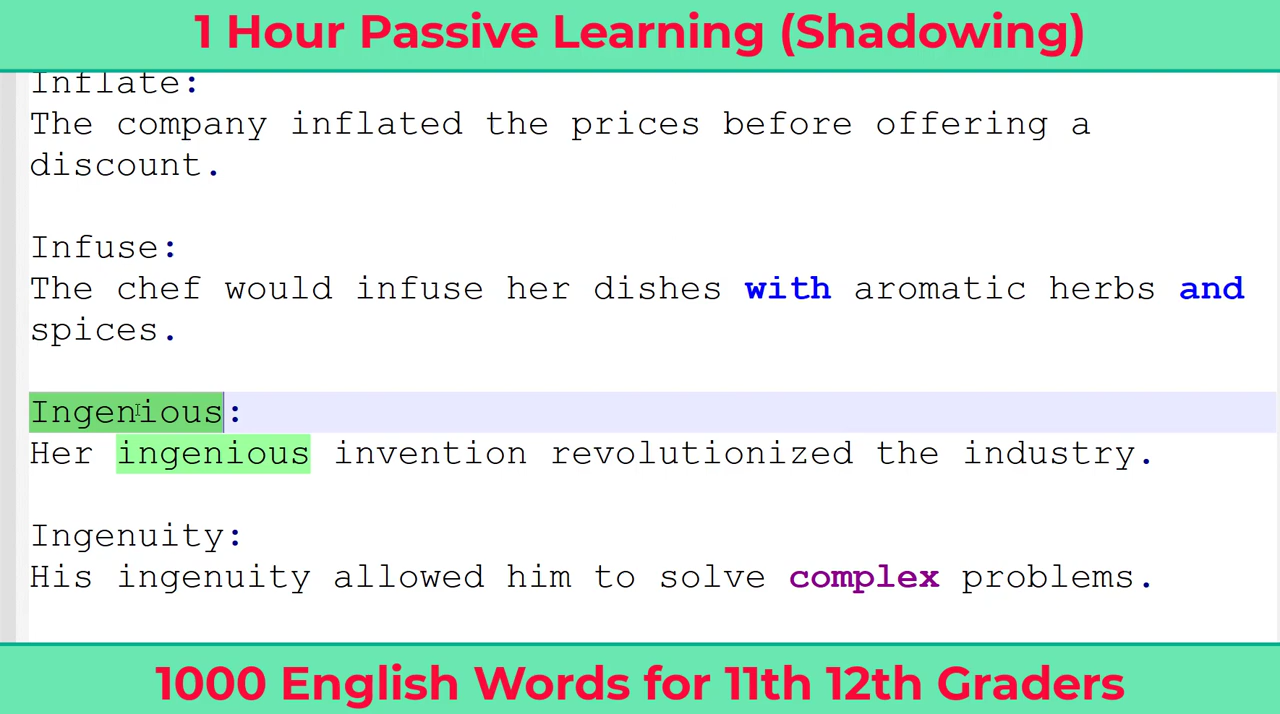 1 Hour Passive Learning (Shadowing)
Inflate:
The company inflated the prices before offering a
discount.
Infuse:
The chef would infuse her dishes with aromatic herbs and
spices.
Ingenious:
Her ingenious invention revolutionized the industry.
Ingenuity:
His ingenuity allowed him to solve complex problems.
1000 English Words for 11th 12th Graders